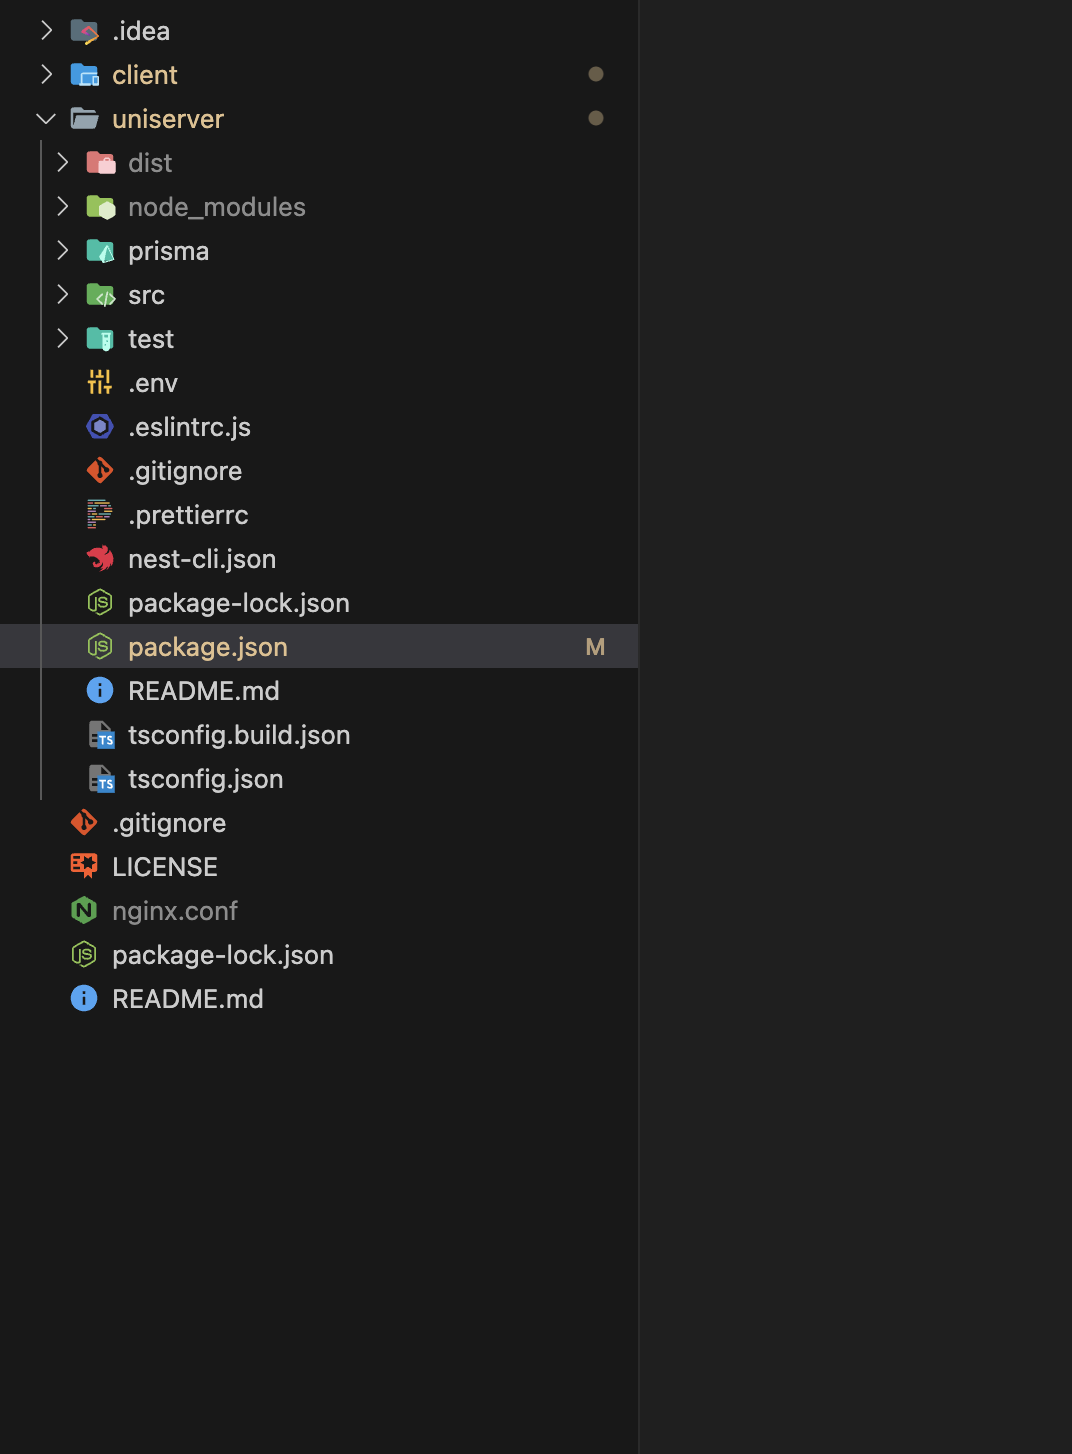 .idea
client
uniserver
dist
node_modules
prisma
src
test
.env
.eslintrc.js
.gitignore
.prettierrc
nest-cli.json
package-lock.json
package.json M
README.md
tsconfig.build.json
tsconfig.json
.gitignore
LICENSE
nginx.conf
package-lock.json
README.md